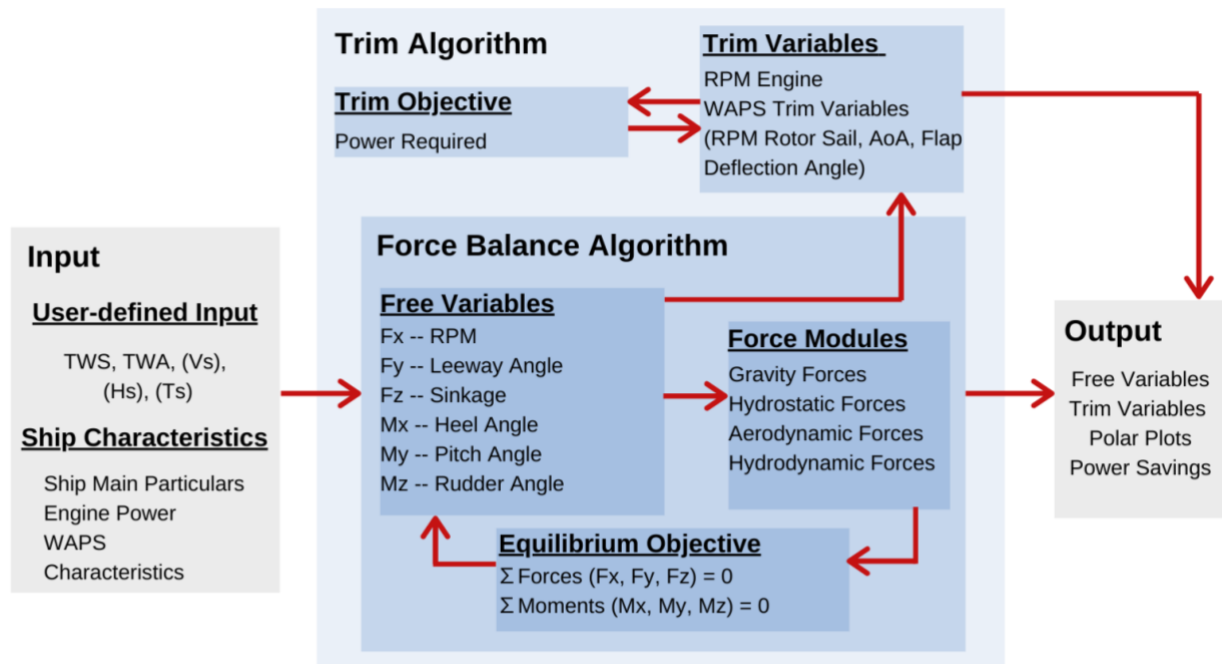 Trim Algorithm
Trim Objective
Power Required
Trim Variables
RPM Engine
WAPS Trim Variables
(RPM Rotor Sail, AoA, Flap
Deflection Angle)
Input
User-defined Input
TWS, TWA, (Vs),
(Hs), (Ts)
Ship Characteristics
Ship Main Particulars
Engine Power
WAPS
Characteristics
Force Balance Algorithm
Free Variables
Fx -- RPM
Fy -- Leeway Angle
Fz -- Sinkage
Mx -- Heel Angle
My -- Pitch Angle
Mz -- Rudder Angle
Force Modules
Gravity Forces
Hydrostatic Forces
Aerodynamic Forces
Hydrodynamic Forces
Equilibrium Objective
Σ Forces (Fx, Fy, Fz) = 0
Σ Moments (Mx, My, Mz) = 0
Output
Free Variables
Trim Variables
Polar Plots
Power Savings